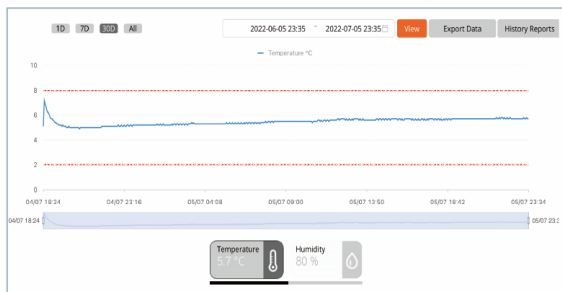 1D 7D 30D All 2022-06-05 23:35 ~ 2022-07-05 23:35 View Export Data History Reports
Temperature °C
10
8
6
4
2
0
04/07 18:24 04/07 23:16 05/07 04:08 05/07 09:00 05/07 13:50 05/07 18:42 05/07 23:34
04/07 18:24 05/07 23:3
Temperature Humidity
5.7 °C 80 %